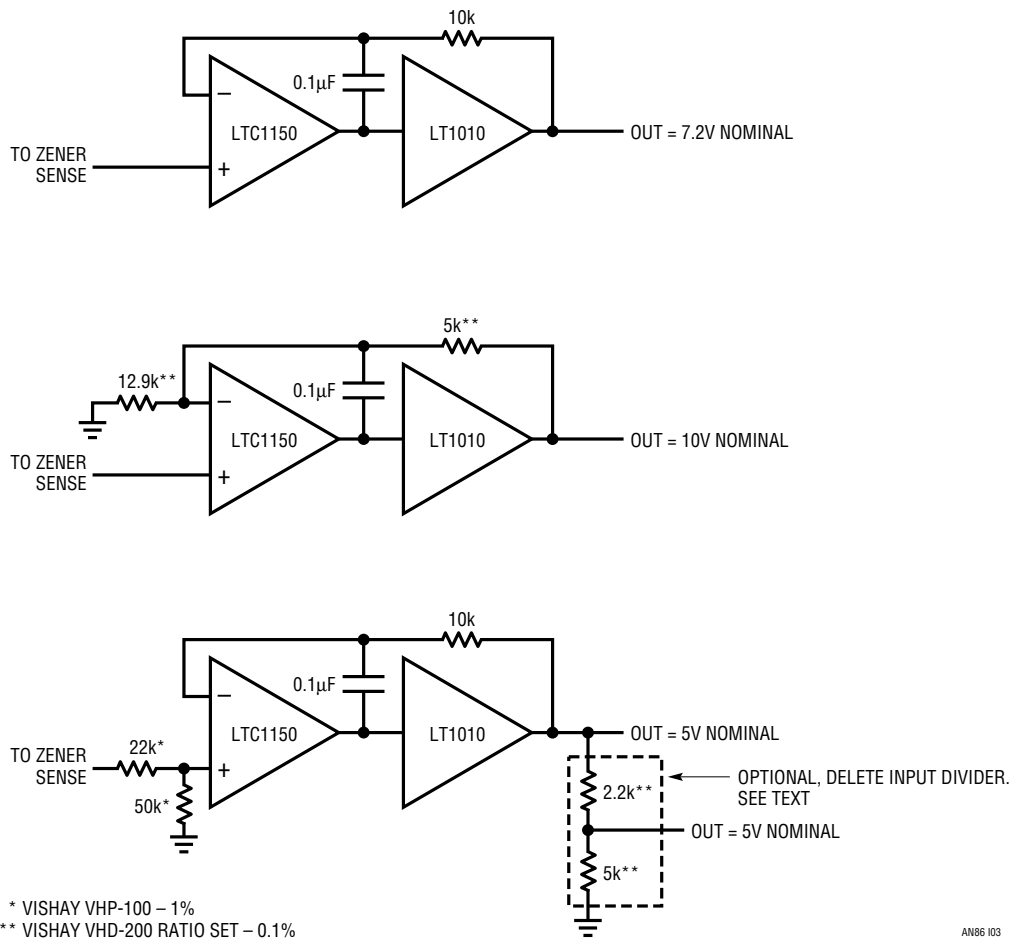 10k
0.1µF
−
LTC1150
LT1010
OUT = 7.2V NOMINAL
TO ZENER
SENSE
+
5k**
12.9k**
0.1µF
−
LTC1150
LT1010
OUT = 10V NOMINAL
TO ZENER
SENSE
+
10k
0.1µF
−
LTC1150
LT1010
OUT = 5V NOMINAL
TO ZENER
SENSE
22k*
+
50k*
OPTIONAL, DELETE INPUT DIVIDER.
SEE TEXT
2.2k**
OUT = 5V NOMINAL
5k**
* VISHAY VHP-100 – 1%
** VISHAY VHD-200 RATIO SET – 0.1%
AN86 I03